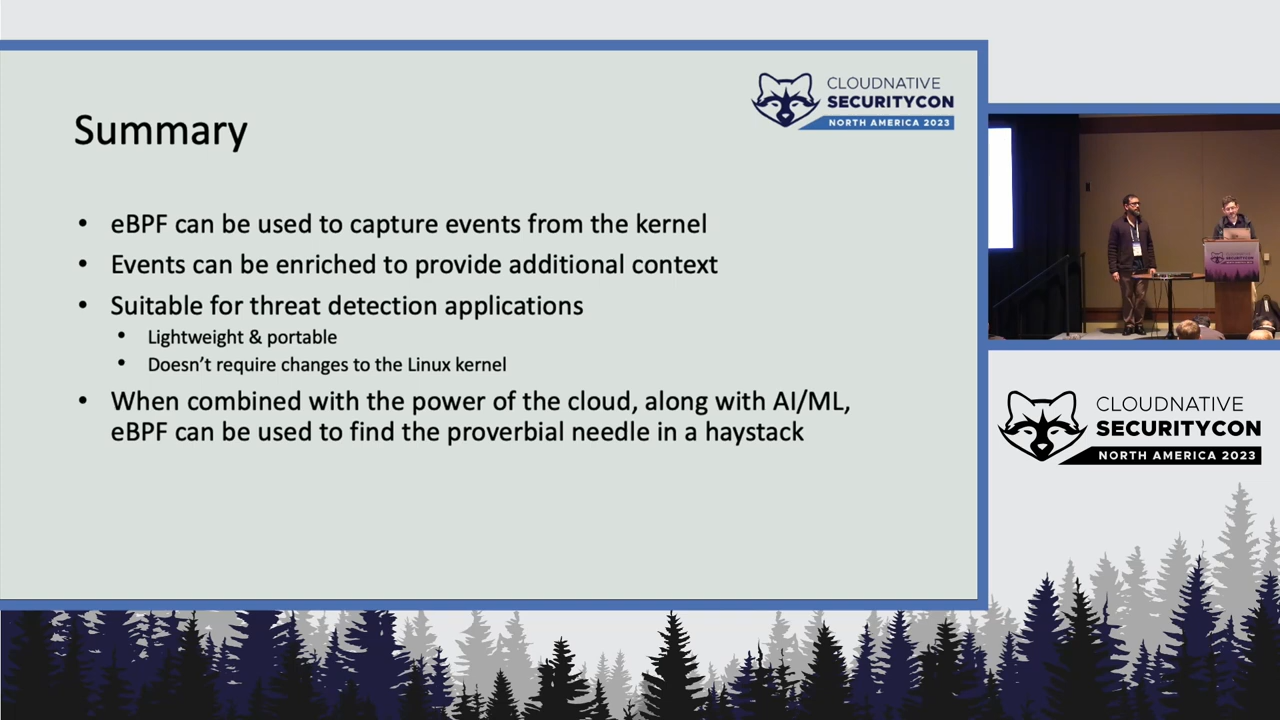 Summary
CLOUDNATIVE
SECURITYCON
NORTH AMERICA 2023
• eBPF can be used to capture events from the kernel
• Events can be enriched to provide additional context
• Suitable for threat detection applications
• Lightweight & portable
• Doesn’t require changes to the Linux kernel
• When combined with the power of the cloud, along with AI/ML,
eBPF can be used to find the proverbial needle in a haystack
CLOUDNATIVE
SECURITYCON
NORTH AMERICA 2023